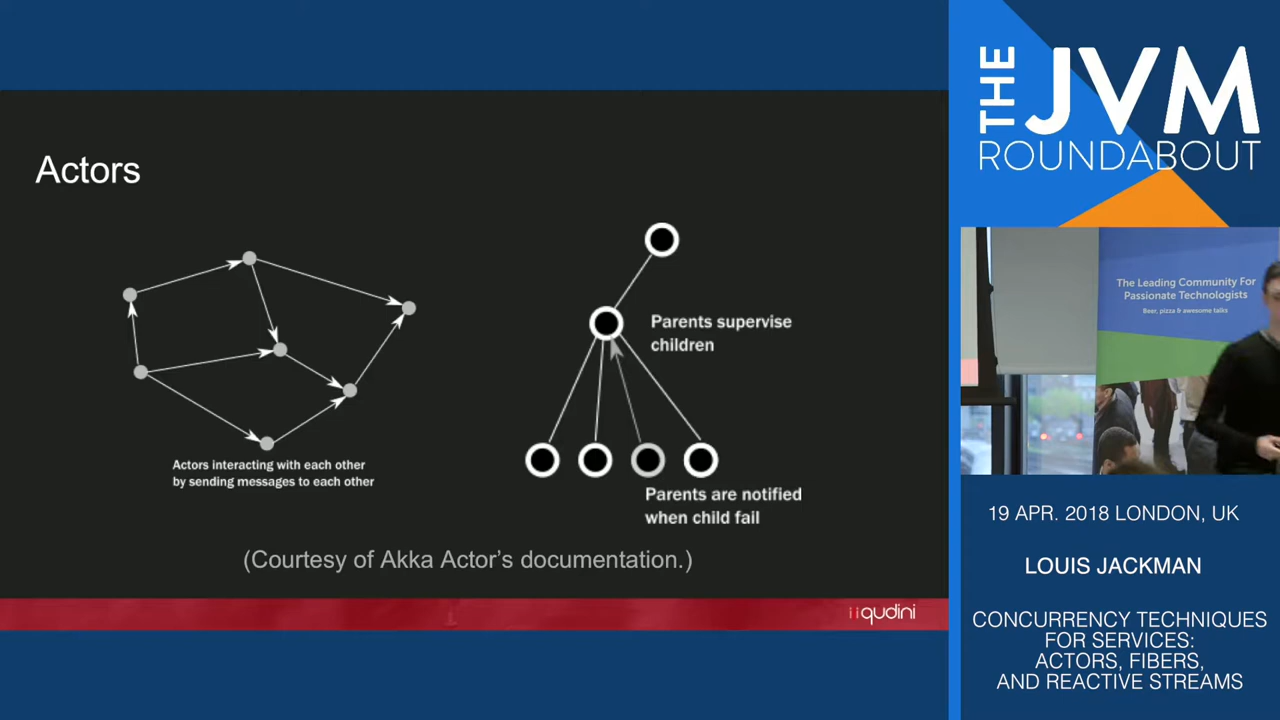 Actors
Actors interacting with each other
by sending messages to each other
Parents supervise
children
Parents are notified
when child fail
(Courtesy of Akka Actor's documentation.)
qudini
THE
JVM
ROUNDABOUT
The Leading Community For
Passionate Technologists
Beer, pizza & awesome talks
19 APR. 2018 LONDON, UK
LOUIS JACKMAN
CONCURRENCY TECHNIQUES
FOR SERVICES:
ACTORS, FIBERS,
AND REACTIVE STREAMS